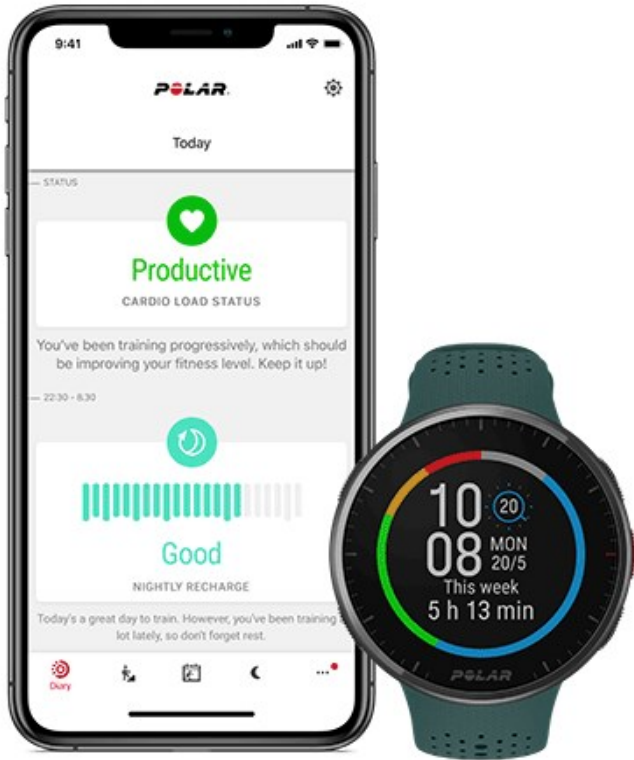 9:41
POLAR
Today
STATUS
Productive
CARDIO LOAD STATUS
You've been training progressively, which should
be improving your fitness level. Keep it up!
22:30 - 8.30
Good
NIGHTLY RECHARGE
Today's a great day to train. However, you've been training
lot lately, so don't forget rest.
Diary
10
08
20
MON
20/5
This week
5 h 13 min
POLAR